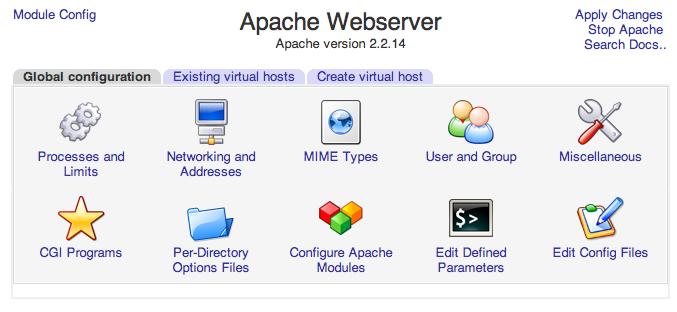 Module Config
Apache Webserver
Apache version 2.2.14
Apply Changes
Stop Apache
Search Docs..
Global configuration
Existing virtual hosts
Create virtual host
Processes and
Limits
Networking and
Addresses
MIME Types
User and Group
Miscellaneous
$>
CGI Programs
Per-Directory
Options Files
Configure Apache
Modules
Edit Defined
Parameters
Edit Config Files